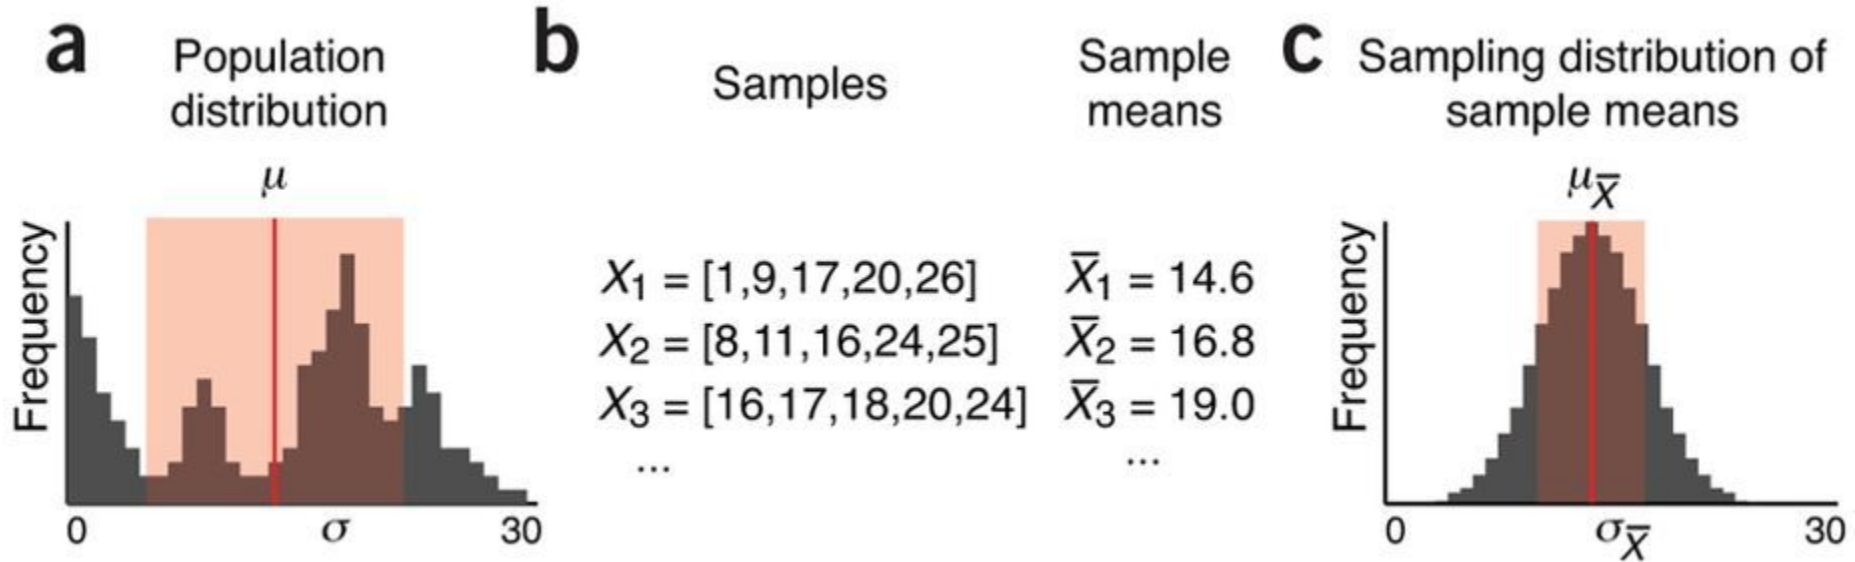 a
Population
distribution
μ
Frequency
0
σ
30
b
Samples
Sample
means
X₁ = [1,9,17,20,26]
X̅₁ = 14.6
X₂ = [8,11,16,24,25]
X̅₂ = 16.8
X₃ = [16,17,18,20,24]
X̅₃ = 19.0
...
...
c
Sampling distribution of
sample means
μ_X̅
Frequency
0
σ_X̅
30